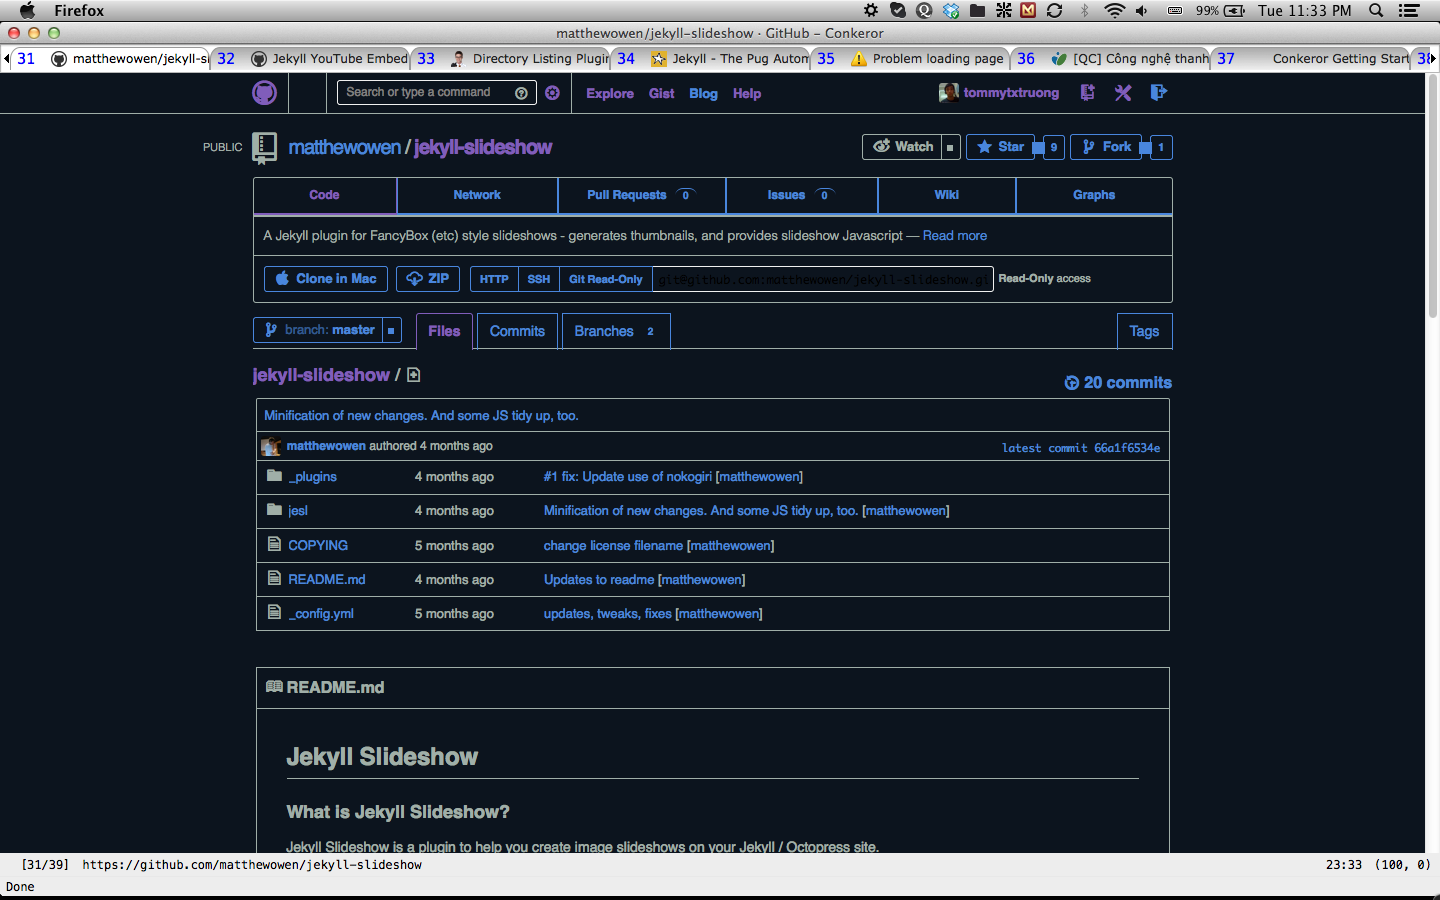 Firefox
99%
Tue 11:33 PM
matthewowen/jekyll-slideshow · GitHub - Conkeror
31 matthewowen/jekyll-s
32 Jekyll YouTube Embed
33 Directory Listing Plugin
34 Jekyll - The Pug Autom
35 Problem loading page
36 [QC] Công nghệ thanh
37 Conkeror Getting Start
38
Search or type a command
Explore Gist Blog Help
tommytxtruong
PUBLIC matthewowen / jekyll-slideshow
Watch
Star 9
Fork 1
Code Network Pull Requests 0 Issues 0 Wiki Graphs
A Jekyll plugin for FancyBox (etc) style slideshows - generates thumbnails, and provides slideshow Javascript — Read more
Clone in Mac ZIP HTTP SSH Git Read-Only git@github.com:matthewowen/jekyll-slideshow.gi Read-Only access
branch: master Files Commits Branches 2 Tags
jekyll-slideshow /
20 commits
Minification of new changes. And some JS tidy up, too.
matthewowen authored 4 months ago
latest commit 66a1f6534e
_plugins 4 months ago #1 fix: Update use of nokogiri [matthewowen]
jesl 4 months ago Minification of new changes. And some JS tidy up, too. [matthewowen]
COPYING 5 months ago change license filename [matthewowen]
README.md 4 months ago Updates to readme [matthewowen]
_config.yml 5 months ago updates, tweaks, fixes [matthewowen]
README.md
Jekyll Slideshow
What is Jekyll Slideshow?
Jekyll Slideshow is a plugin to help you create image slideshows on your Jekyll / Octopress site.
[31/39] https://github.com/matthewowen/jekyll-slideshow
23:33 (100, 0)
Done